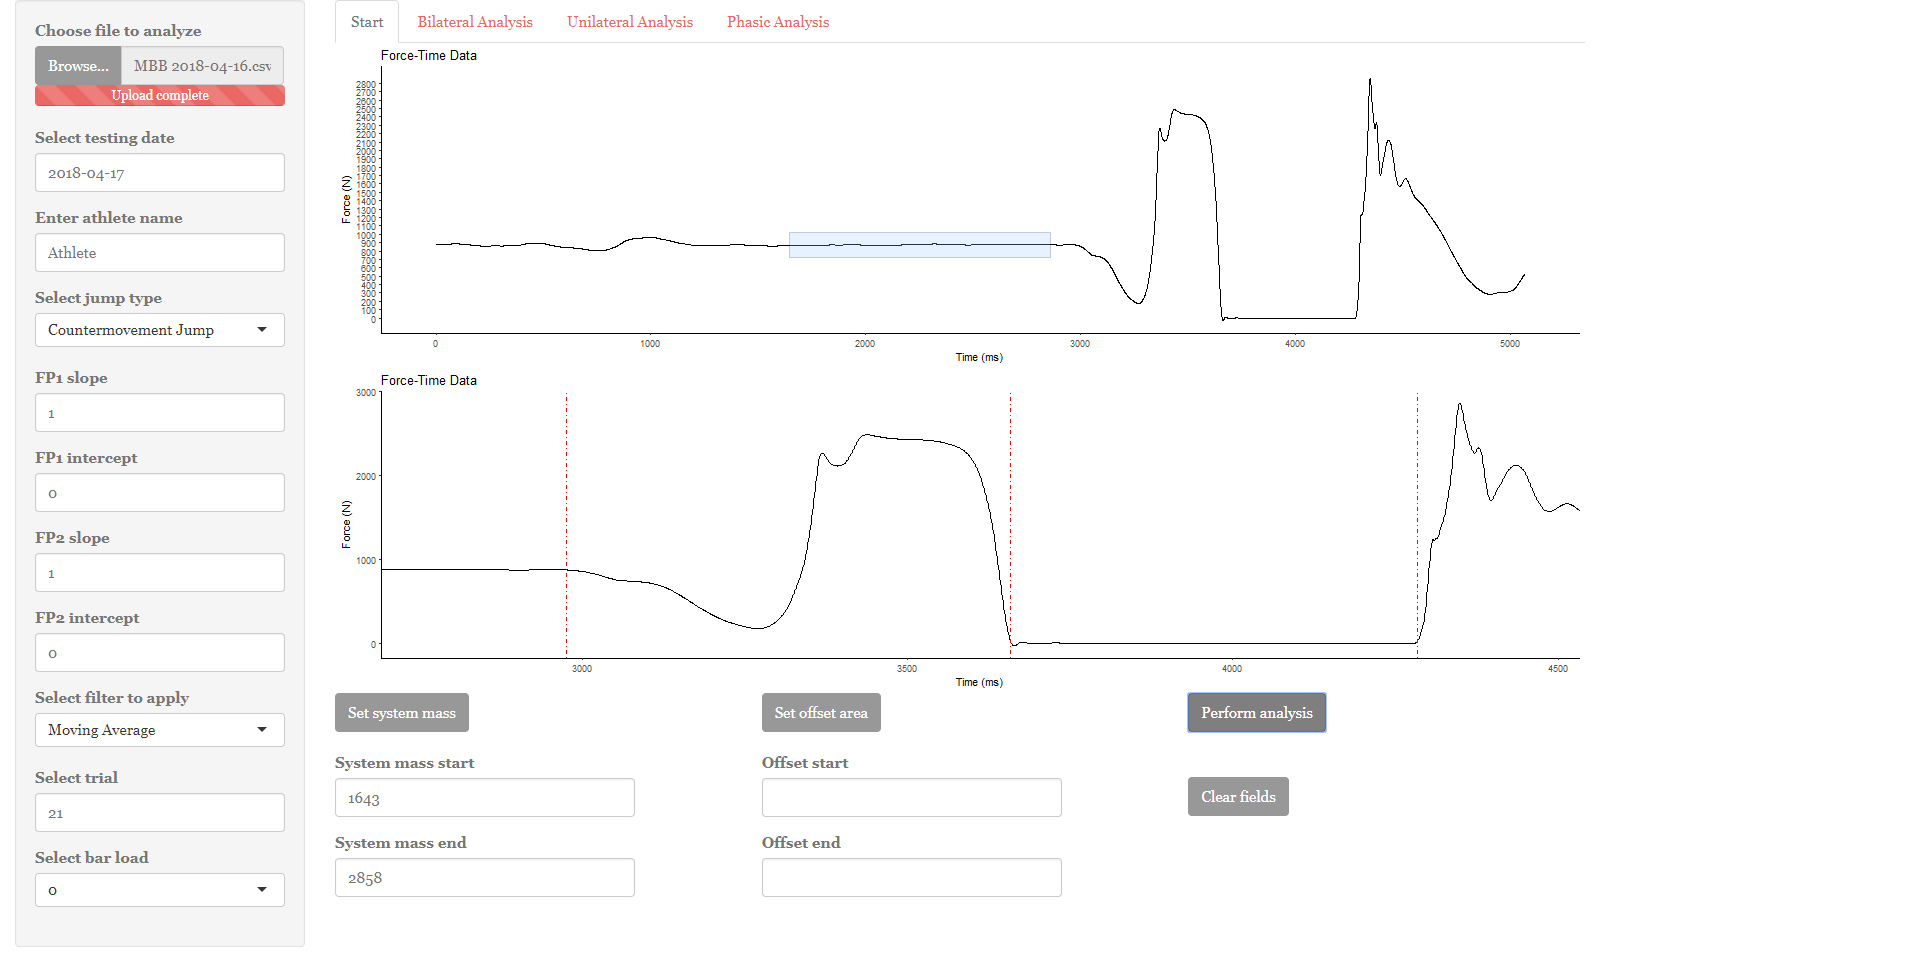 Choose file to analyze
Browse... MBB 2018-04-16.csv
Upload complete
Select testing date
2018-04-17
Enter athlete name
Athlete
Select jump type
Countermovement Jump
FP1 slope
1
FP1 intercept
0
FP2 slope
1
FP2 intercept
0
Select filter to apply
Moving Average
Select trial
21
Select bar load
0
Start Bilateral Analysis Unilateral Analysis Phasic Analysis
Force-Time Data
Force (N)
2800
2700
2600
2500
2400
2300
2200
2100
2000
1900
1800
1700
1600
1500
1400
1300
1200
1100
1000
900
800
700
600
500
400
300
200
100
0
0 1000 2000 3000 4000 5000
Time (ms)
Force-Time Data
Force (N)
3000
2000
1000
0
3000 3500 4000 4500
Time (ms)
Set system mass Set offset area Perform analysis
System mass start Offset start
1643 Clear fields
System mass end Offset end
2858